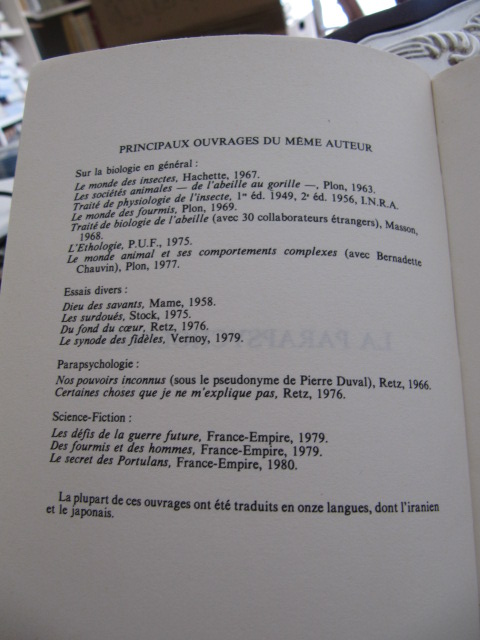 PRINCIPAUX OUVRAGES DU MÊME AUTEUR
Sur la biologie en général :
Le monde des insectes, Hachette, 1967.
Les sociétés animales — de l'abeille au gorille —, Plon, 1963.
Traité de physiologie de l'insecte, 1re éd. 1949, 2e éd. 1956, I.N.R.A.
Le monde des fourmis, Plon, 1969.
Traité de biologie de l'abeille (avec 30 collaborateurs étrangers), Masson,
1968.
L'Ethologie, P.U.F., 1975.
Le monde animal et ses comportements complexes (avec Bernadette
Chauvin), Plon, 1977.
Essais divers :
Dieu des savants, Mame, 1958.
Les surdoués, Stock, 1975.
Du fond du cœur, Retz, 1976.
Le synode des fidèles, Vernoy, 1979.
Parapsychologie :
Nos pouvoirs inconnus (sous le pseudonyme de Pierre Duval), Retz, 1966.
Certaines choses que je ne m'explique pas, Retz, 1976.
Science-Fiction :
Les défis de la guerre future, France-Empire, 1979.
Des fourmis et des hommes, France-Empire, 1979.
Le secret des Portulans, France-Empire, 1980.
La plupart de ces ouvrages ont été traduits en onze langues, dont l'iranien
et le japonais.